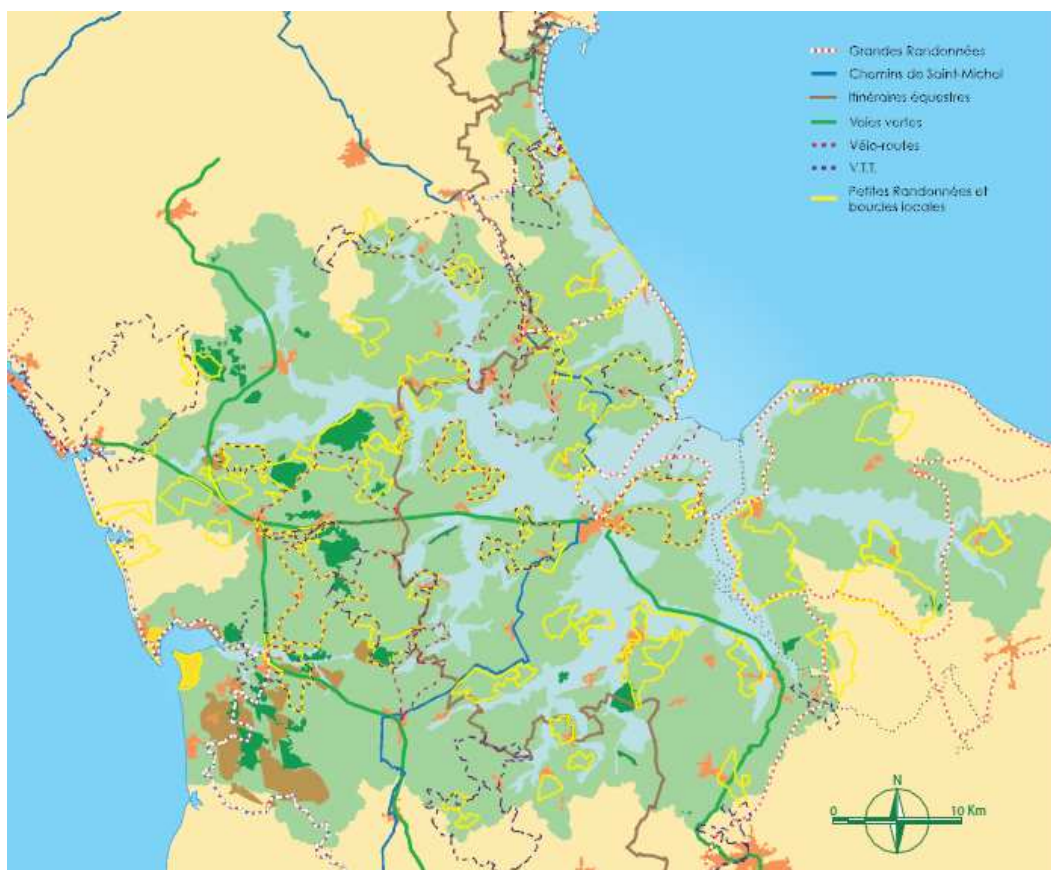 Grandes Randonnées
Chemins de Saint-Michel
Itinéraires équestres
Voies vertes
Vélo-routes
V.T.T.
Petites Randonnées et
boucles locales
N
0 10 Km